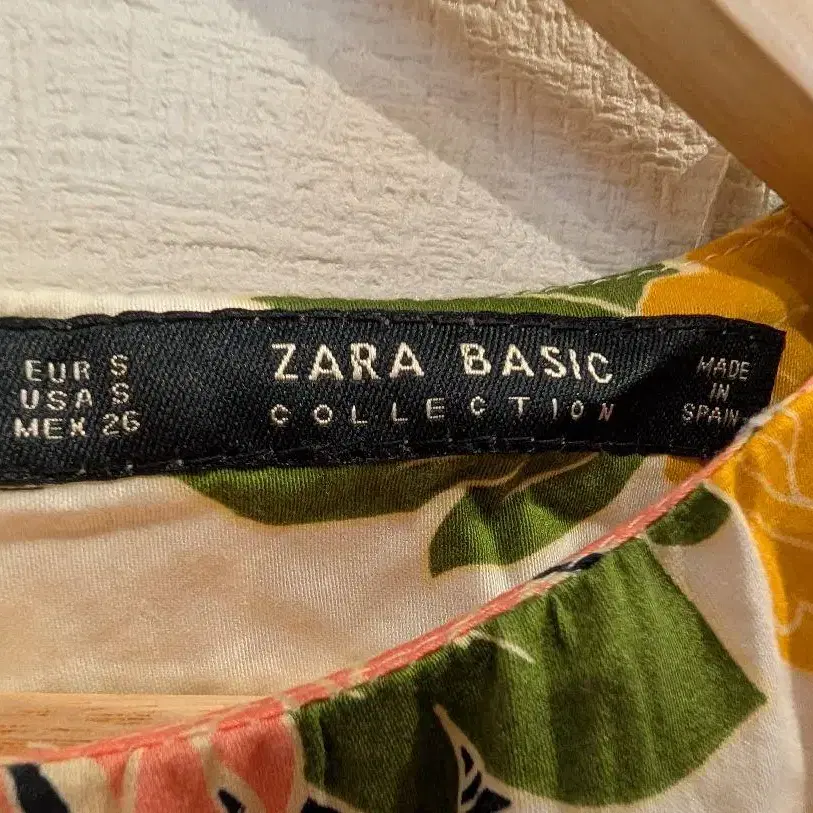 EUR S
USA S
MEX 26
ZARA BASIC
COLLECTION
MADE
IN
SPAIN